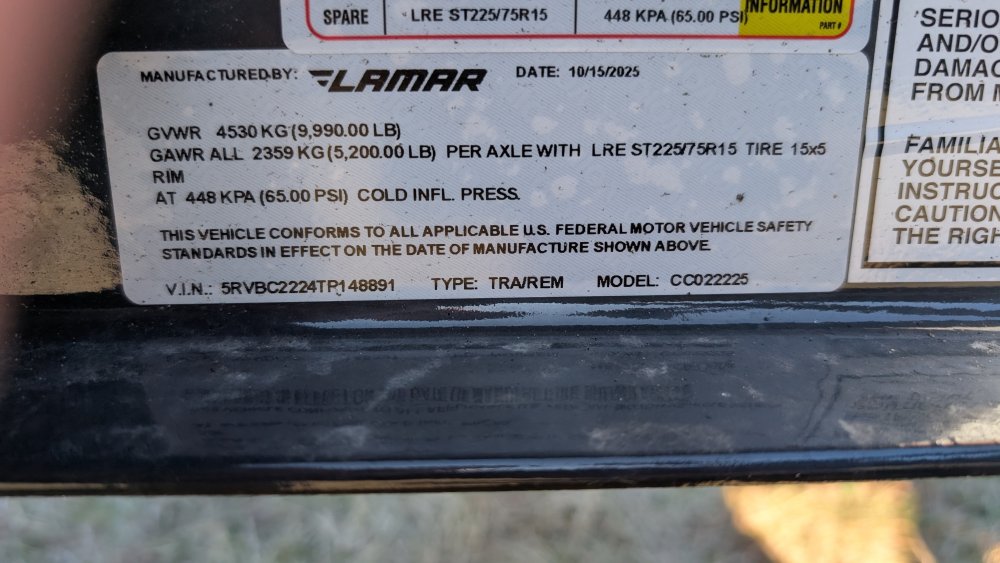 SPARE LRE ST225/75R15 448 KPA (65.00 PSI) INFORMATION
PART #
MANUFACTURED BY: LAMAR DATE: 10/15/2025
GVWR 4530 KG (9,990.00 LB)
GAWR ALL 2359 KG (5,200.00 LB) PER AXLE WITH LRE ST225/75R15 TIRE 15x5
RIM
AT 448 KPA (65.00 PSI) COLD INFL. PRESS.
THIS VEHICLE CONFORMS TO ALL APPLICABLE U.S. FEDERAL MOTOR VEHICLE SAFETY
STANDARDS IN EFFECT ON THE DATE OF MANUFACTURE SHOWN ABOVE.
V.I.N.: 5RVBC2224TP148891 TYPE: TRA/REM MODEL: CC022225
SERIO
AND/O
DAMAG
FROM M
FAMILIA
YOURSE
INSTRUC
CAUTION
THE RIGH